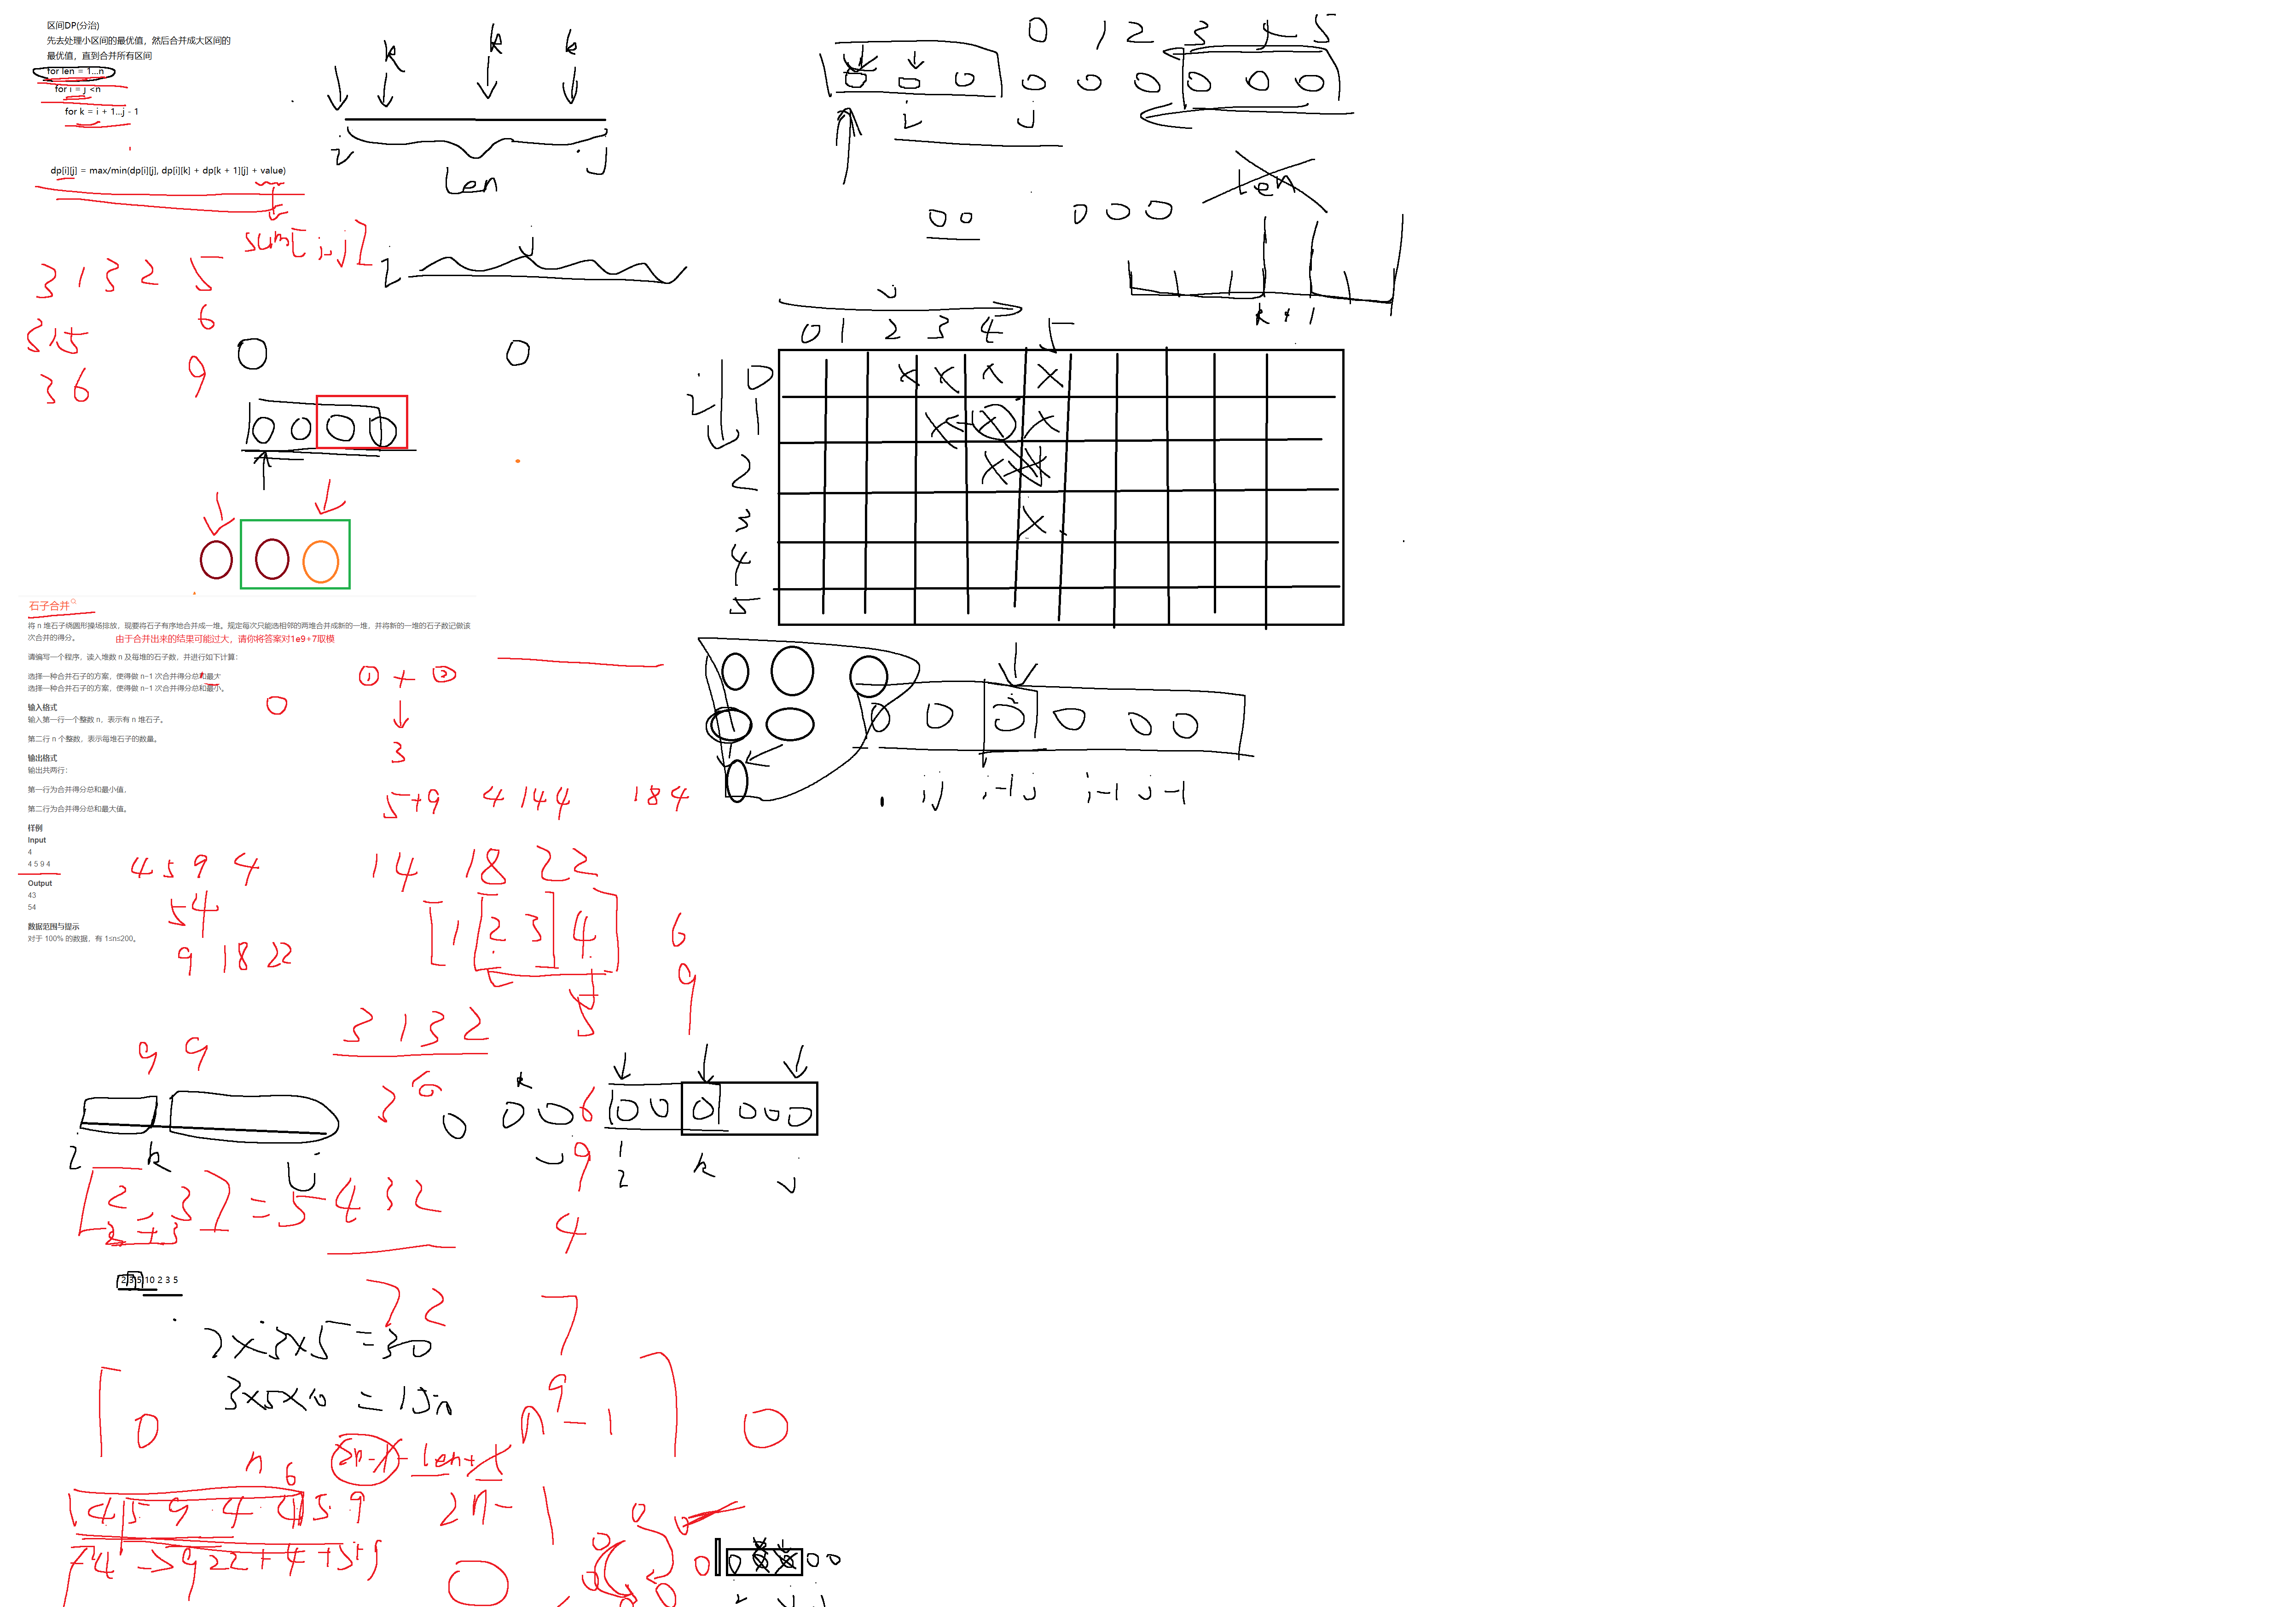 区间DP(分治)
先去处理小区间的最优值，然后合并成大区间的
最优值，直到合并所有区间
for len = 1...n
for i = j <n
for k = i + 1...j - 1
dp[i][j] = max/min(dp[i][j], dp[i][k] + dp[k + 1][j] + value)
k k k
i len j
sum[i-j]
i j
3 1 3 2 5
6
3 1 5
3 6 9
0 1 2 3 4 5
i j
len
k k+1
j
0 1 2 3 4 5
i 0
1
2
3
4
5
石子合并
将 n 堆石子绕圆形操场排放，现要将石子有序地合并成一堆。规定每次只能选相邻的两堆合并成新的一堆，并将新的一堆的石子数记做该
次合并的得分。 由于合并出来的结果可能过大，请你将答案对1e9+7取模
请编写一个程序，读入堆数 n 及每堆的石子数，并进行如下计算：
选择一种合并石子的方案，使得做 n−1 次合并得分总和最大
选择一种合并石子的方案，使得做 n−1 次合并得分总和最小。
输入格式
输入第一行一个整数 n，表示有 n 堆石子。
第二行 n 个整数，表示每堆石子的数量。
输出格式
输出共两行：
第一行为合并得分总和最小值，
第二行为合并得分总和最大值。
样例
Input
4
4 5 9 4
Output
43
54
数据范围与提示
对于 100% 的数据，有 1≤n≤200。
① + ②
3
5+9 4 14 4 18 4
i
ij i-1 j i-1 j-1
4 5 9 4
5 4
9 18 22
14 18 22
[1 [2 3] 4]
5
6
9
3 1 3 2
9 9
3 6
6
9
4
i k j
k
i k j
[2-3] = 5
2+3
4 3 2
7 2
7
9
2 3 5 10 2 3 5
2×3×5=30
3×5×10 = 150
[0 n-1] 0
n 6
2n-1-len+1
4 5 9 4 4 5 9
2n-1